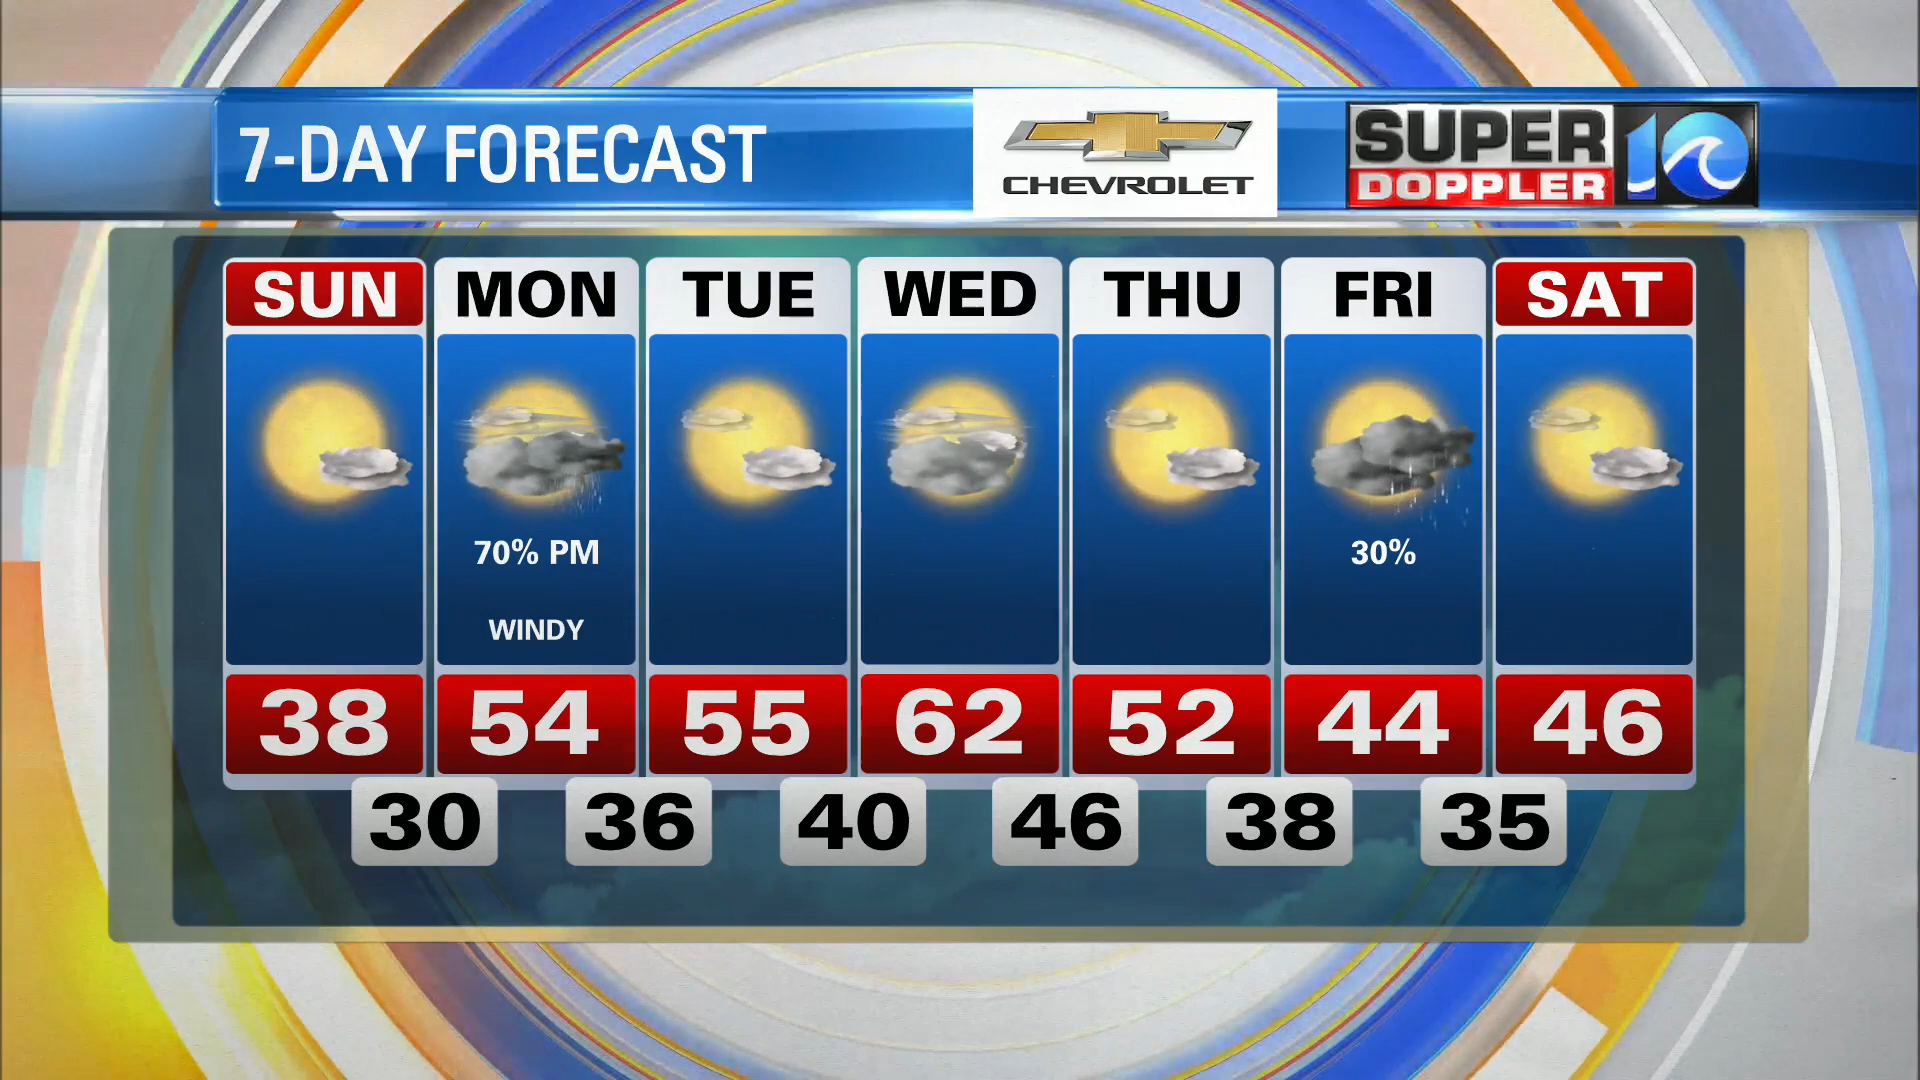 7-DAY FORECAST
CHEVROLET
SUPER
DOPPLER
10
SUN MON TUE WED THU FRI SAT
70% PM 30%
WINDY
38 54 55 62 52 44 46
30 36 40 46 38 35